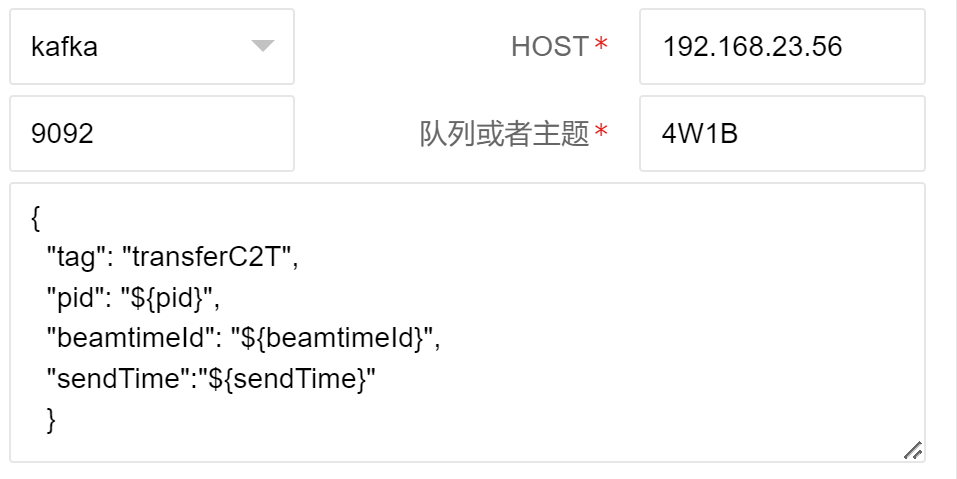 kafka HOST* 192.168.23.56
9092 队列或者主题* 4W1B
{
"tag": "transferC2T",
"pid": "${pid}",
"beamtimeId": "${beamtimeId}",
"sendTime":"${sendTime}"
}